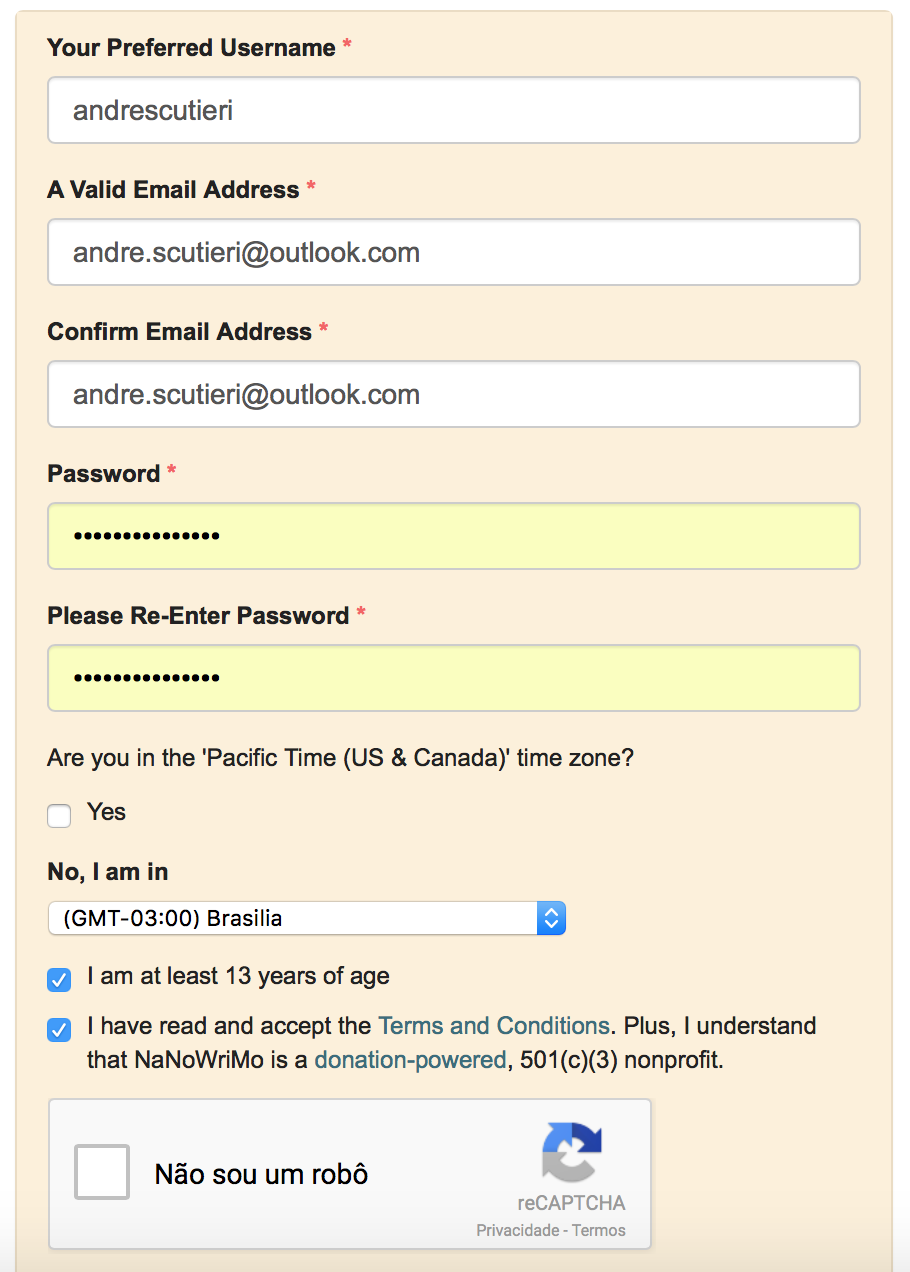 Your Preferred Username *
andrescutieri
A Valid Email Address *
andre.scutieri@outlook.com
Confirm Email Address *
andre.scutieri@outlook.com
Password *
•••••••••••••••
Please Re-Enter Password *
•••••••••••••••
Are you in the 'Pacific Time (US & Canada)' time zone?
Yes
No, I am in
(GMT-03:00) Brasilia
I am at least 13 years of age
I have read and accept the Terms and Conditions. Plus, I understand
that NaNoWriMo is a donation-powered, 501(c)(3) nonprofit.
Não sou um robô
reCAPTCHA
Privacidade - Termos